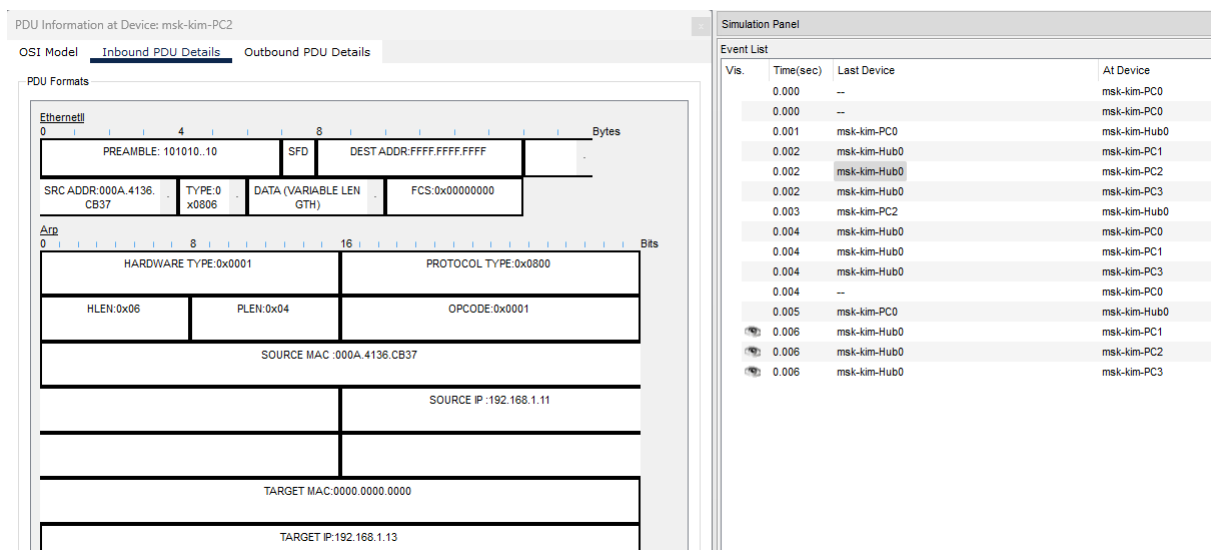 PDU Information at Device: msk-kim-PC2
x
OSI Model Inbound PDU Details Outbound PDU Details
PDU Formats
EthernetII
0 4 8 Bytes
PREAMBLE: 101010..10 SFD DEST ADDR:FFFF.FFFF.FFFF
SRC ADDR:000A.4136. TYPE:0 DATA (VARIABLE LEN FCS:0x00000000
CB37 x0806 GTH)
Arp
0 8 16 Bits
HARDWARE TYPE:0x0001 PROTOCOL TYPE:0x0800
HLEN:0x06 PLEN:0x04 OPCODE:0x0001
SOURCE MAC :000A.4136.CB37
SOURCE IP :192.168.1.11
TARGET MAC:0000.0000.0000
TARGET IP:192.168.1.13
Simulation Panel
Event List
Vis. Time(sec) Last Device At Device
0.000 -- msk-kim-PC0
0.000 -- msk-kim-PC0
0.001 msk-kim-PC0 msk-kim-Hub0
0.002 msk-kim-Hub0 msk-kim-PC1
0.002 msk-kim-Hub0 msk-kim-PC2
0.002 msk-kim-Hub0 msk-kim-PC3
0.003 msk-kim-PC2 msk-kim-Hub0
0.004 msk-kim-Hub0 msk-kim-PC0
0.004 msk-kim-Hub0 msk-kim-PC1
0.004 msk-kim-Hub0 msk-kim-PC3
0.004 -- msk-kim-PC0
0.005 msk-kim-PC0 msk-kim-Hub0
0.006 msk-kim-Hub0 msk-kim-PC1
0.006 msk-kim-Hub0 msk-kim-PC2
0.006 msk-kim-Hub0 msk-kim-PC3